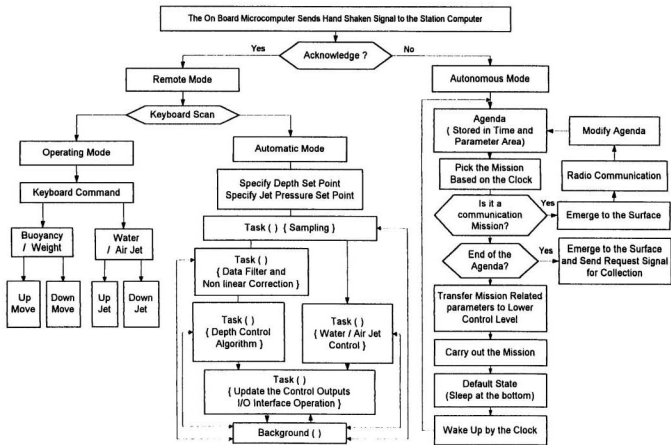 The On Board Microcomputer Sends Hand Shaken Signal to the Station Computer
Yes
Acknowledge ?
No
Remote Mode
Autonomous Mode
Keyboard Scan
Operating Mode
Automatic Mode
Keyboard Command
Specify Depth Set Point
Specify Jet Pressure Set Point
Buoyancy
/ Weight
Water
/ Air Jet
Up
Move
Down
Move
Up
Jet
Down
Jet
Task ( ) { Sampling }
Task ( )
{ Data Filter and
Non linear Correction }
Task ( )
{ Depth Control
Algorithm }
Task ( )
{ Water / Air Jet
Control }
Task ( )
{ Update the Control Outputs
I/O Interface Operation }
Background ( )
Agenda
( Stored in Time and
Parameter Area)
Modify Agenda
Pick the Mission
Based on the Clock
Radio Communication
Is it a
communication
Mission?
Yes
Emerge to the Surface
End of the
Agenda?
Yes
Emerge to the Surface
and Send Request Signal
for Collection
Transfer Mission Related
parameters to Lower
Control Level
Carry out the Mission
Default State
(Sleep at the bottom)
Wake Up by the Clock